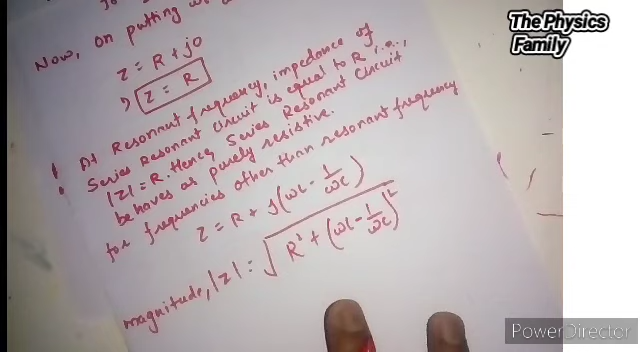 Now, on putting
Z = R + j0
⇒ Z = R
At Resonant frequency, impedance of
Series Resonant Circuit is equal to R i.e.,
|Z| = R. Hence, Series Resonant Circuit
behaves as purely resistive.
for frequencies other than resonant frequency
Z = R + j(ωL - 1/ωC)
magnitude, |Z| = √R² + (ωL - 1/ωC)²
The Physics
Family
PowerDirector